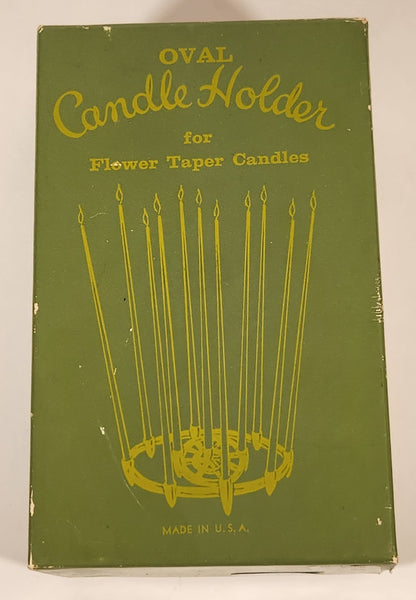 OVAL
Candle Holder
for
Flower Taper Candles
MADE IN U.S.A.